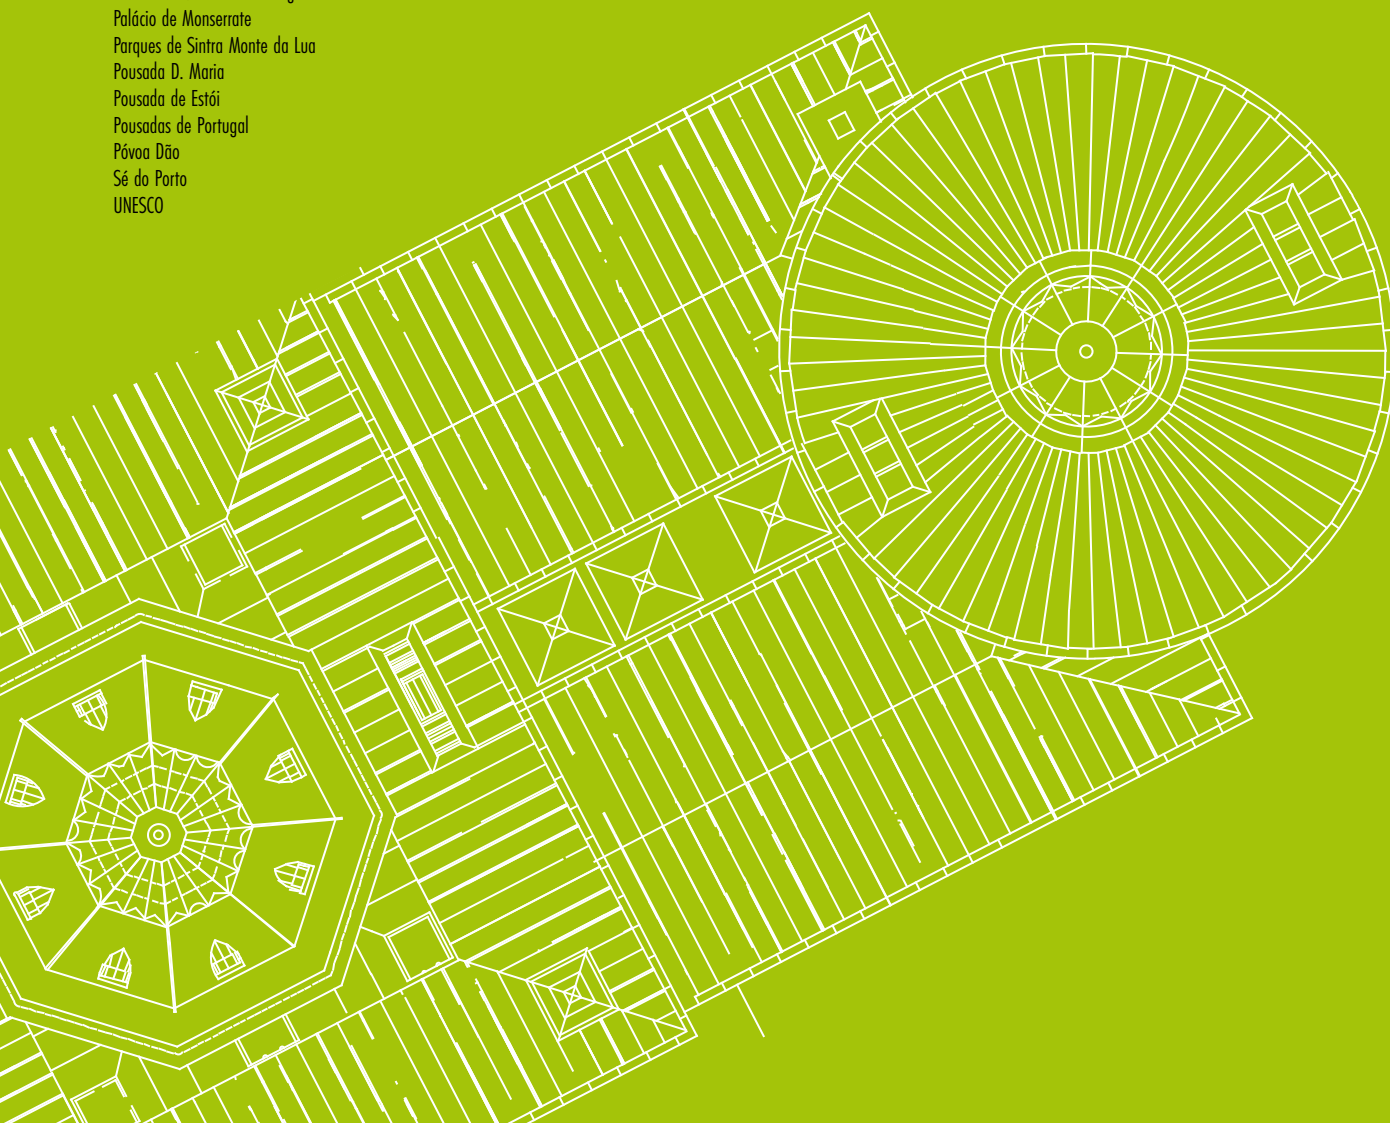 Palácio de Monserrate
Parques de Sintra Monte da Lua
Pousada D. Maria
Pousada de Estói
Pousadas de Portugal
Póvoa Dão
Sé do Porto
UNESCO